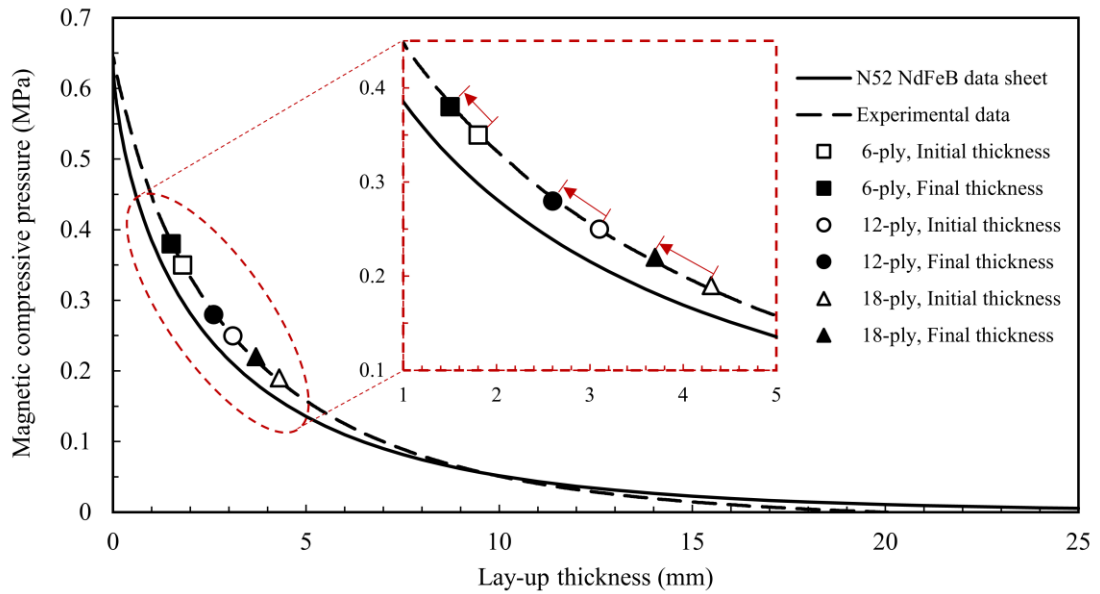 Magnetic compressive pressure (MPa)
0.7
0.6
0.5
0.4
0.3
0.2
0.1
0
0
5
10
15
20
25
Lay-up thickness (mm)
0.4
0.3
0.2
0.1
1
2
3
4
5
N52 NdFeB data sheet
Experimental data
6-ply, Initial thickness
6-ply, Final thickness
12-ply, Initial thickness
12-ply, Final thickness
18-ply, Initial thickness
18-ply, Final thickness